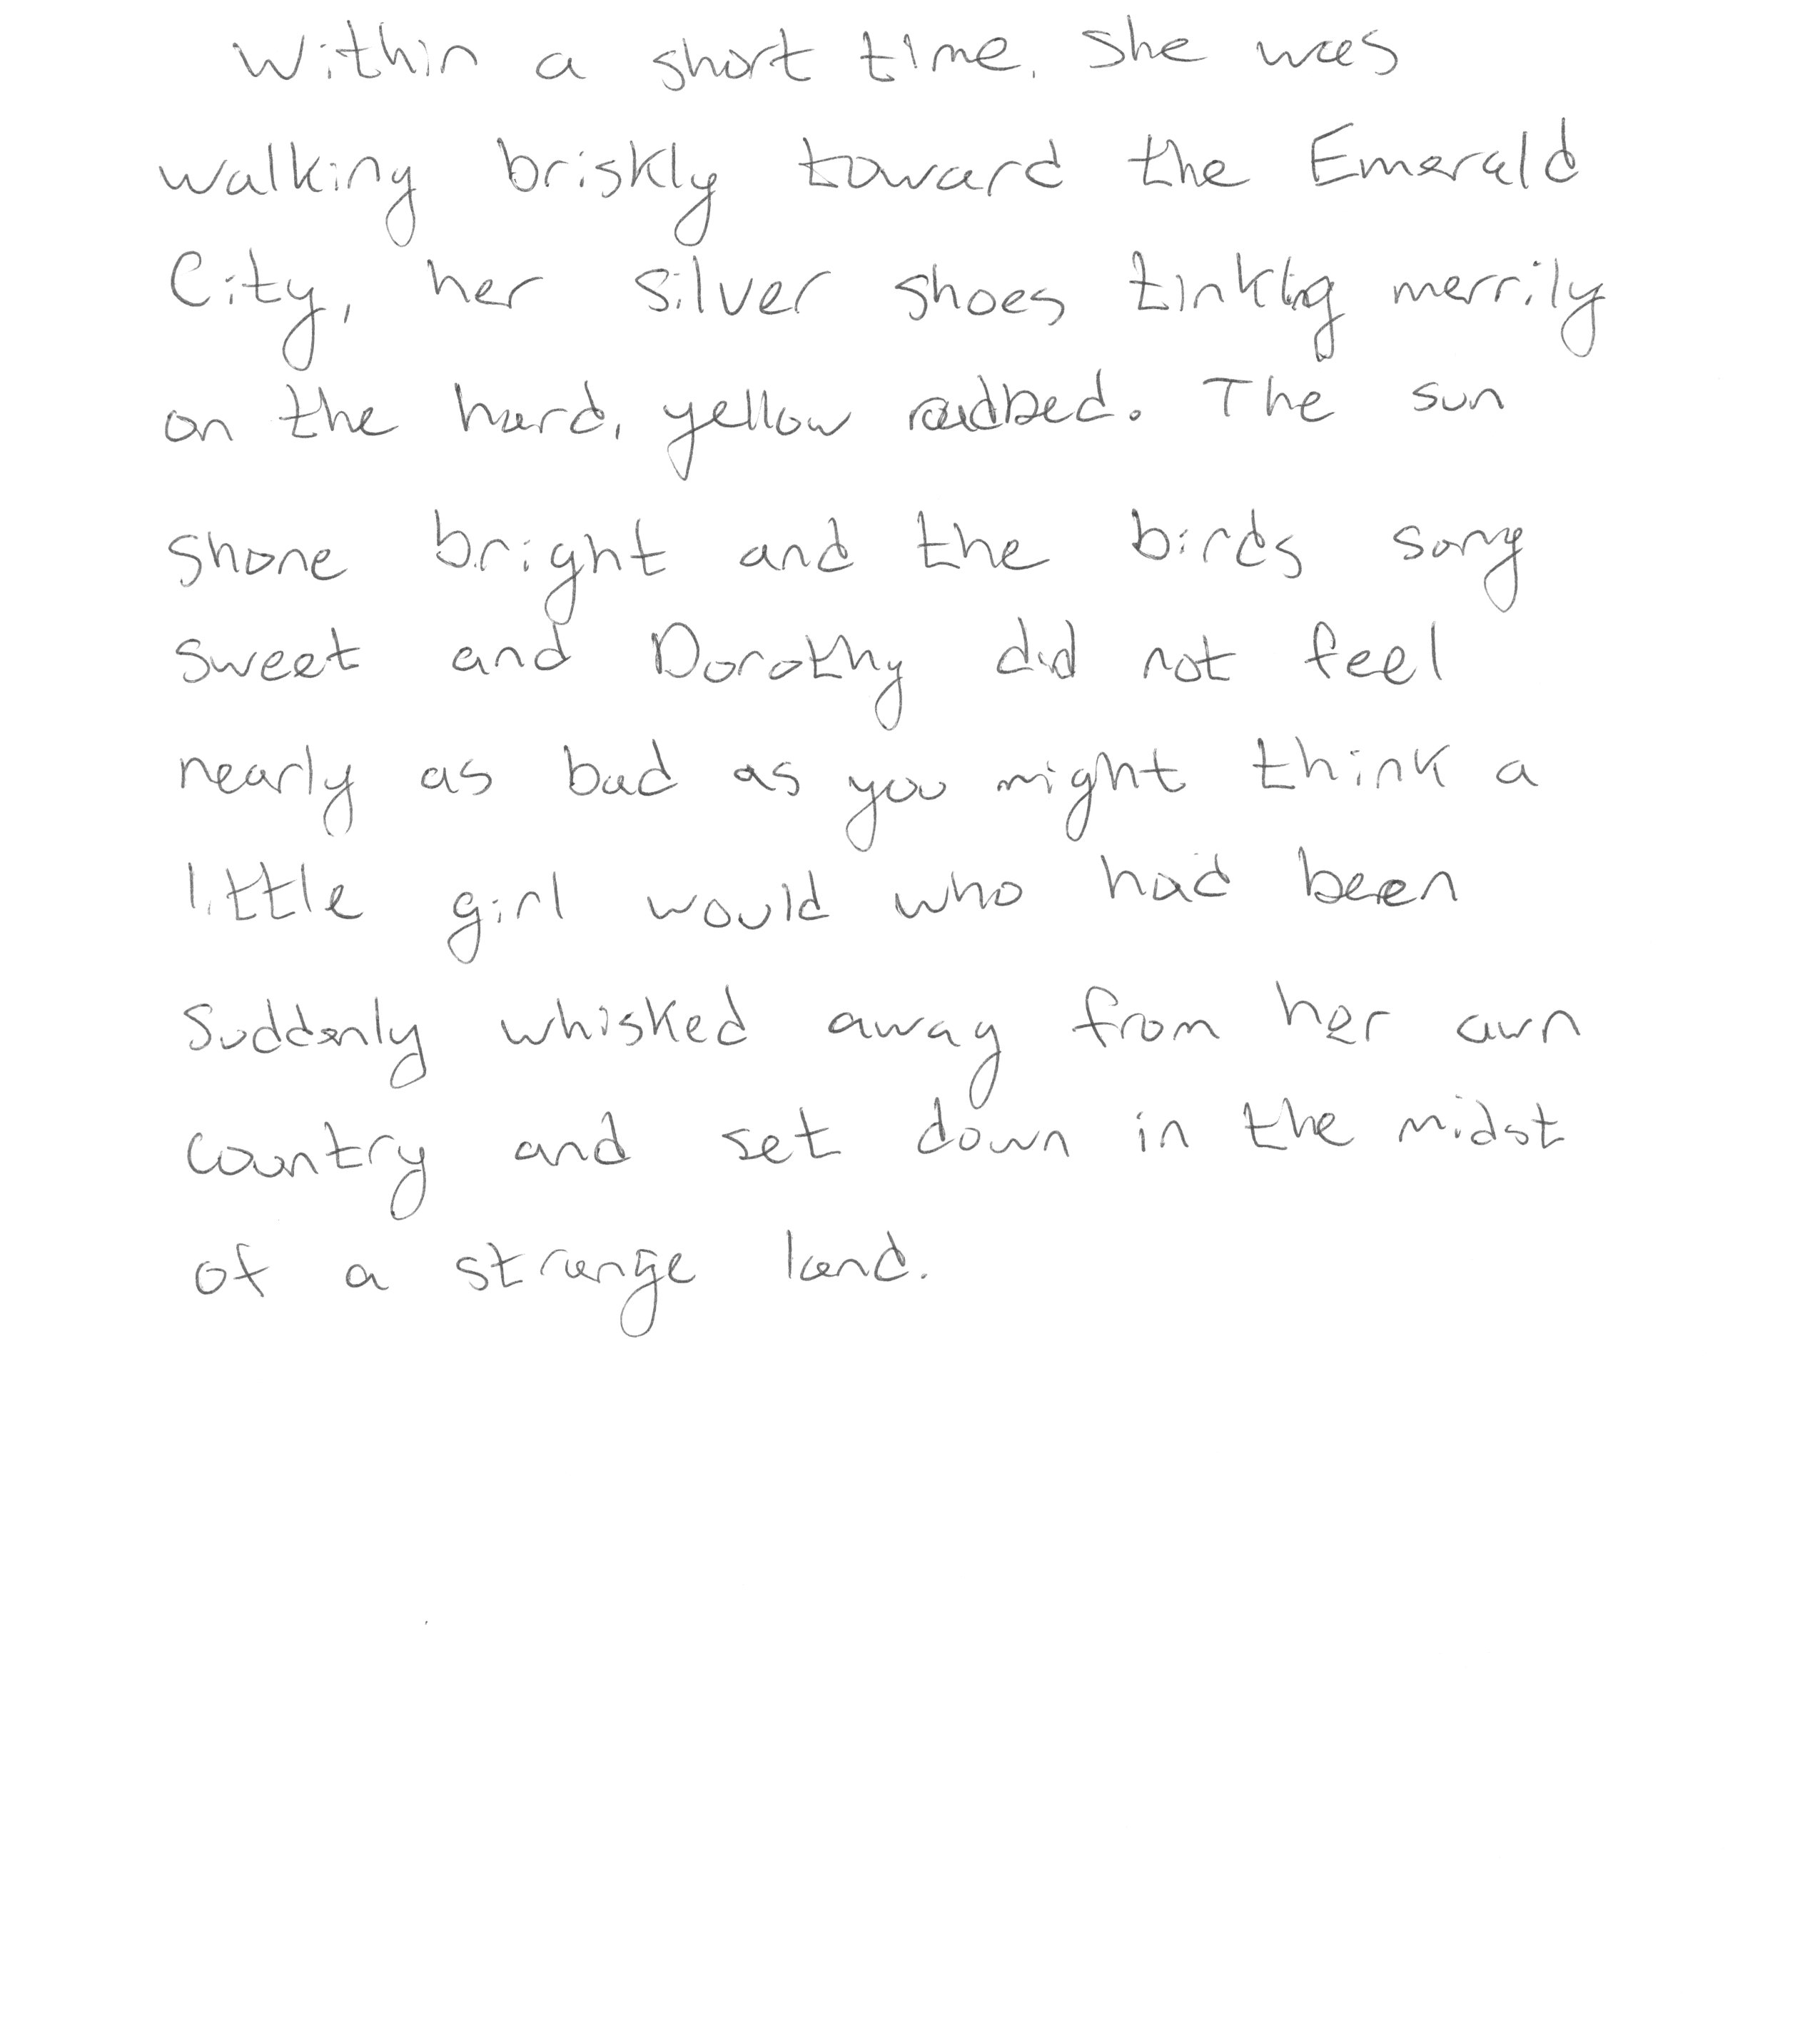 Within a short time, she was
walking briskly toward the Emerald
City, her silver shoes tinkling merrily
on the hard, yellow roadbed. The sun
shone bright and the birds song
sweet and Dorothy did not feel
nearly as bad as you might think a
little girl would who had been
suddenly whisked away from her own
country and set down in the midst
of a strange land.